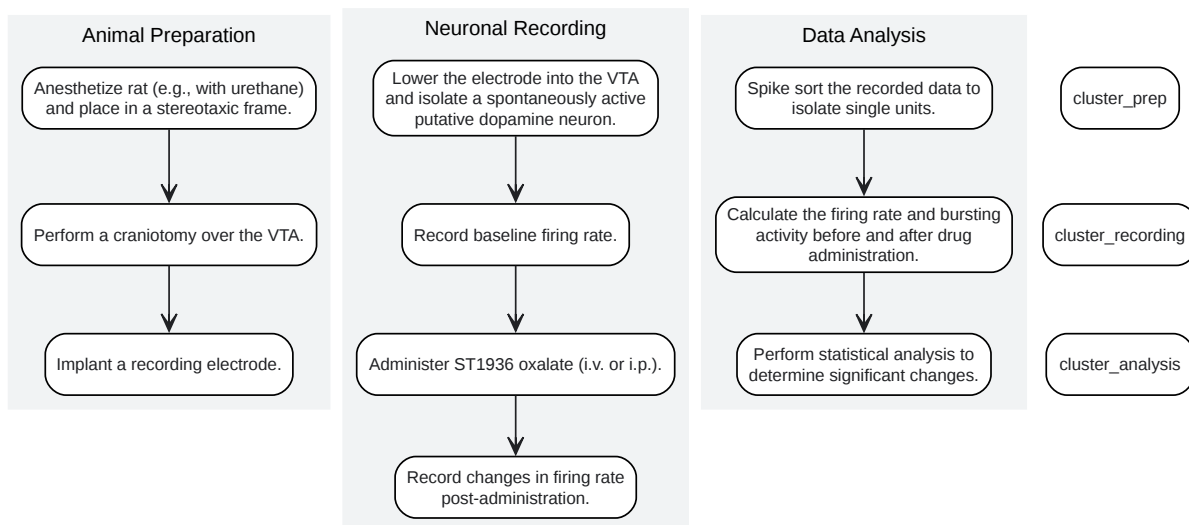 Animal Preparation
Anesthetize rat (e.g., with urethane)
and place in a stereotaxic frame.
Perform a craniotomy over the VTA.
Implant a recording electrode.
Neuronal Recording
Lower the electrode into the VTA
and isolate a spontaneously active
putative dopamine neuron.
Record baseline firing rate.
Administer ST1936 oxalate (i.v. or i.p.).
Record changes in firing rate
post-administration.
Data Analysis
Spike sort the recorded data to
isolate single units.
Calculate the firing rate and bursting
activity before and after drug
administration.
Perform statistical analysis to
determine significant changes.
cluster_prep
cluster_recording
cluster_analysis